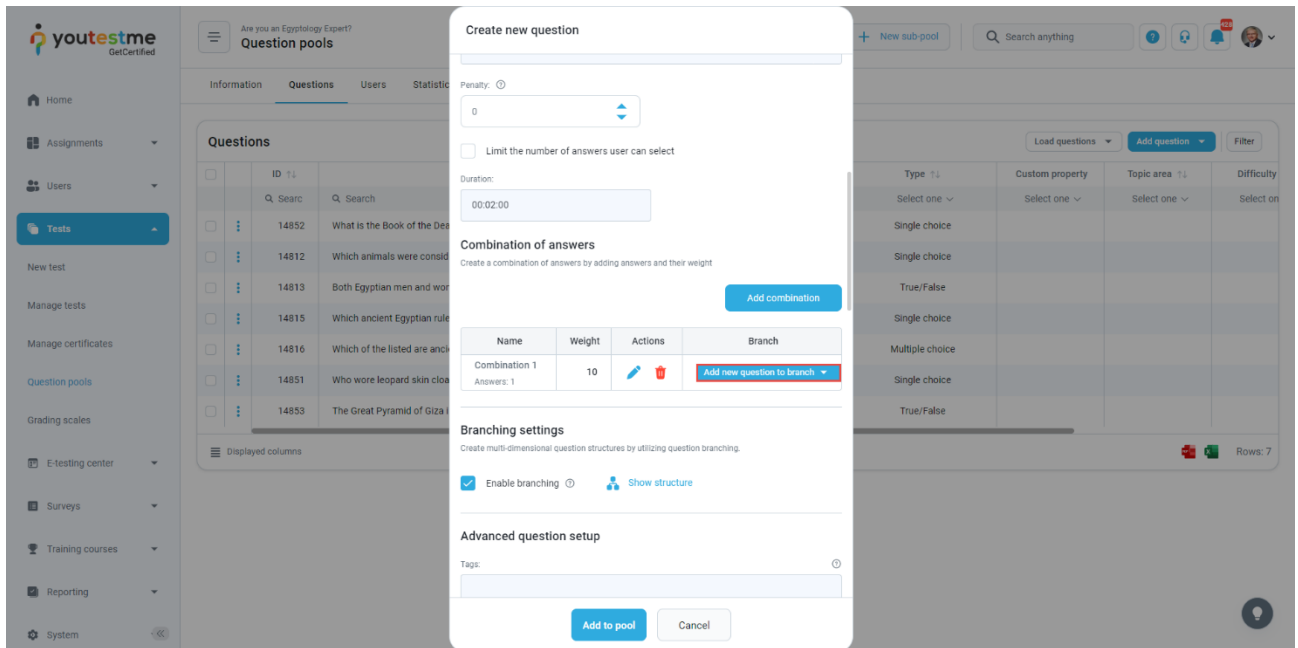 youtestme
GetCertified
Home
Assignments
Users
Tests
New test
Manage tests
Manage certificates
Question pools
Grading scales
E-testing center
Surveys
Training courses
Reporting
System
Are you an Egyptology Expert?
Question pools
New sub-pool
Search anything
428
Information Questions Users Statistic
Questions
Load questions
Add question
Filter
ID Type Custom property Topic area Difficulty
Searc Search Select one Select one Select one Select on
14852 What is the Book of the Dea Single choice
14812 Which animals were consid Single choice
14813 Both Egyptian men and wor True/False
14815 Which ancient Egyptian rule Single choice
14816 Which of the listed are anci Multiple choice
14851 Who wore leopard skin cloa Single choice
14853 The Great Pyramid of Giza i True/False
Displayed columns
Rows: 7
Create new question
Penalty:
0
Limit the number of answers user can select
Duration:
00:02:00
Combination of answers
Create a combination of answers by adding answers and their weight
Add combination
Name Weight Actions Branch
Combination 1 10 Add new question to branch
Answers: 1
Branching settings
Create multi-dimensional question structures by utilizing question branching.
Enable branching Show structure
Advanced question setup
Tags:
Add to pool Cancel